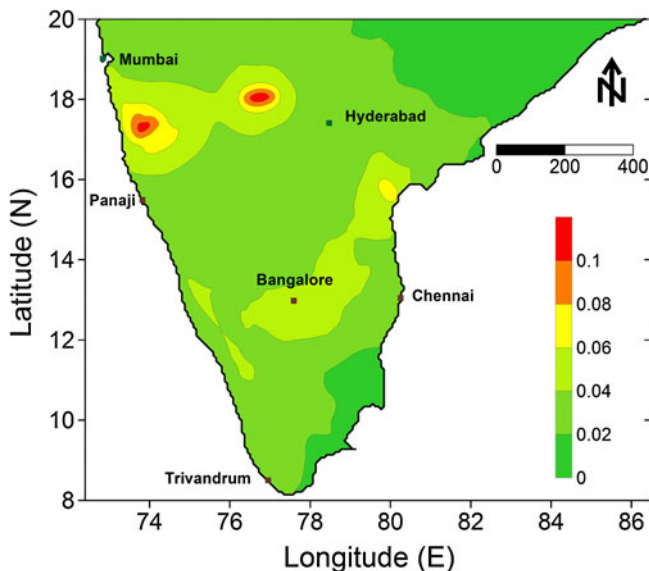 20
18
16
14
12
10
8
Latitude (N)
Mumbai
Hyderabad
Panaji
Bangalore
Chennai
Trivandrum
N
0 200 400
0.1
0.08
0.06
0.04
0.02
0
74 76 78 80 82 84 86
Longitude (E)